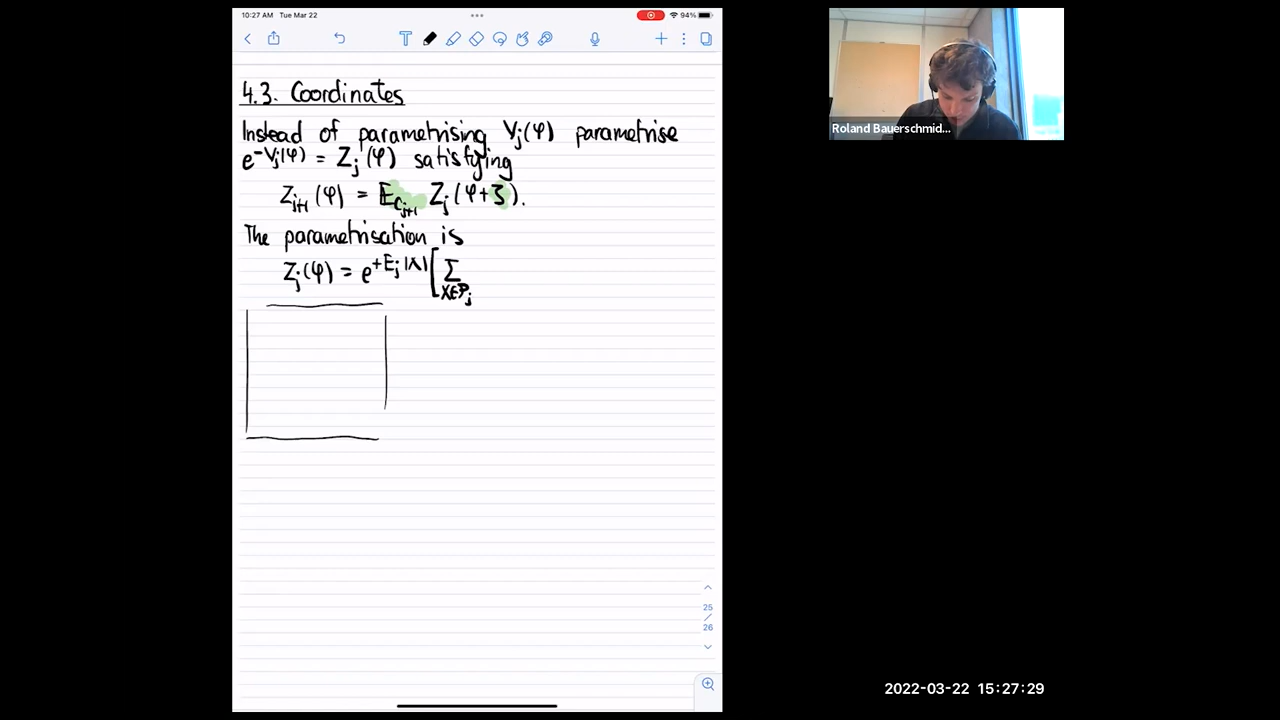 10:27 AM Tue Mar 22
94%
4.3. Coordinates
Instead of parametrising V_j(φ) parametrise
e^{-V_j(φ)} = Z_j(φ) satisfying
Z_{j+1}(φ) = E_{C_{j+1}} Z_j(φ+ζ).
The parametrisation is
Z_j(φ) = e^{+E_j|Λ|} [ Σ_{X∈P_j}
25
/
26
Roland Bauerschmid...
2022-03-22 15:27:29